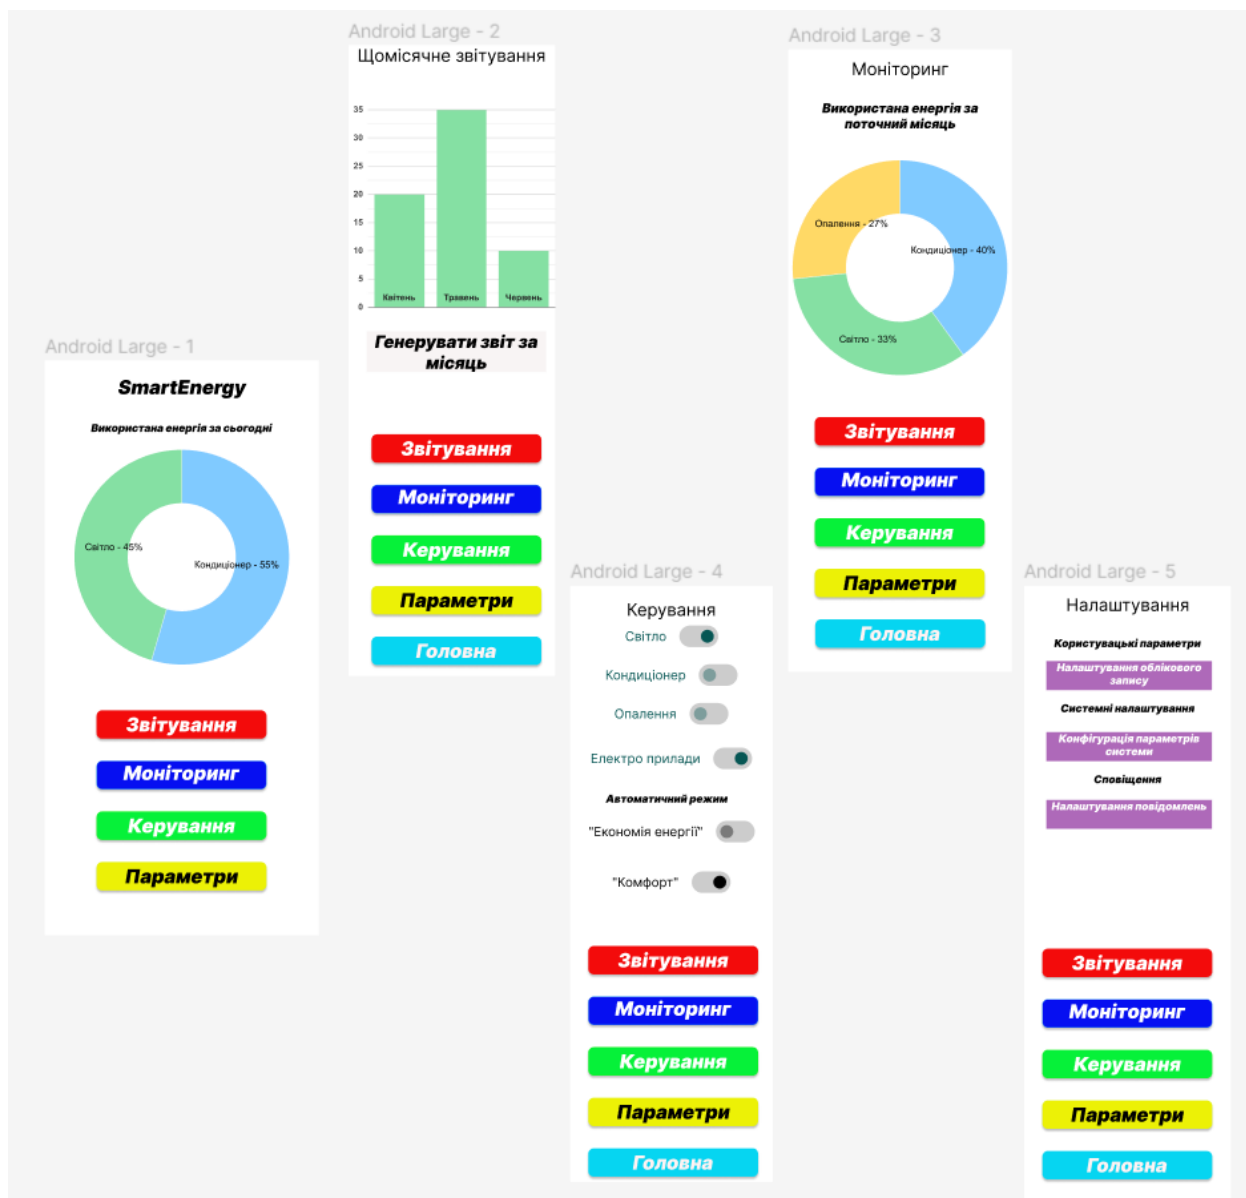 Android Large - 1
SmartEnergy
Використана енергія за сьогодні
Світло - 45%
Кондиціонер - 55%
Звітування
Моніторинг
Керування
Параметри
Android Large - 2
Щомісячне звітування
35
30
25
20
15
10
5
0
Квітень
Травень
Червень
Генерувати звіт за
місяць
Звітування
Моніторинг
Керування
Параметри
Головна
Android Large - 3
Моніторинг
Використана енергія за
поточний місяць
Опалення - 27%
Кондиціонер - 40%
Світло - 33%
Звітування
Моніторинг
Керування
Параметри
Головна
Android Large - 4
Керування
Світло
Кондиціонер
Опалення
Електро прилади
Автоматичний режим
"Економія енергії"
"Комфорт"
Звітування
Моніторинг
Керування
Параметри
Головна
Android Large - 5
Налаштування
Користувацькі параметри
Налаштування облікового
запису
Системні налаштування
Конфігурація параметрів
системи
Сповіщення
Налаштування повідомлень
Звітування
Моніторинг
Керування
Параметри
Головна